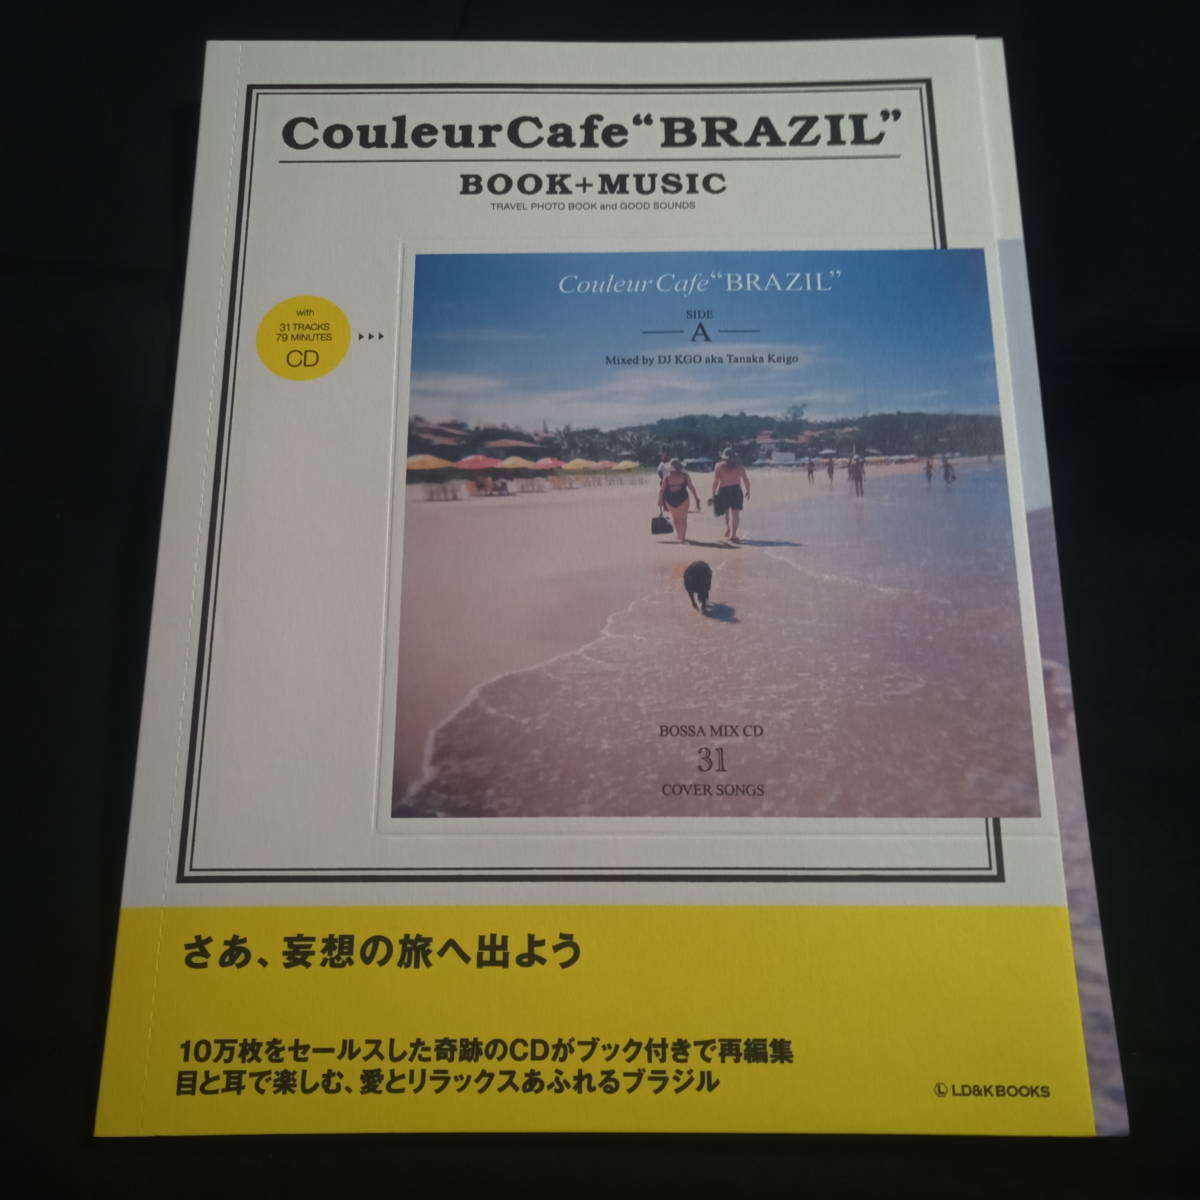 CouleurCafe“BRAZIL”
BOOK+MUSIC
TRAVEL PHOTO BOOK and GOOD SOUNDS
with
31 TRACKS
79 MINUTES
CD
Couleur Cafe“BRAZIL”
SIDE
A
Mixed by DJ KGO aka Tanaka Keigo
BOSSA MIX CD
31
COVER SONGS
さあ、妄想の旅へ出よう
10万枚をセールスした奇跡のCDがブック付きで再編集
目と耳で楽しむ、愛とリラックスあふれるブラジル
Ⓛ LD&K BOOKS